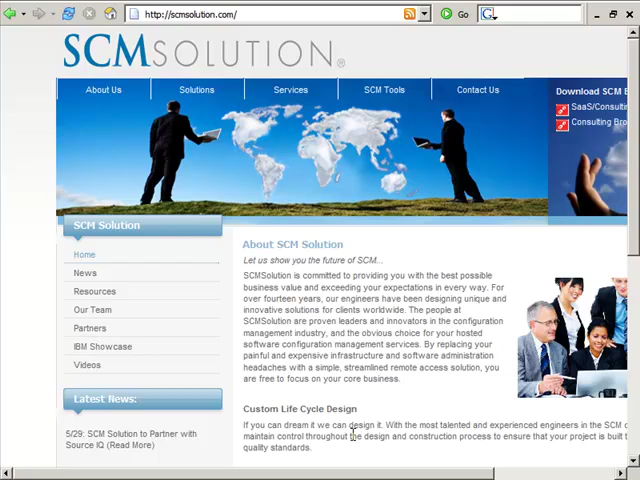 http://scmsolution.com/
Go
G
SCMSOLUTION®
About Us
Solutions
Services
SCM Tools
Contact Us
Download SCM
SaaS/Consulting
Consulting
SCM Solution
Home
News
Resources
Our Team
Partners
IBM Showcase
Videos
Latest News:
5/29: SCM Solution to Partner with
Source IQ (Read More)
About SCM Solution
Let us show you the future of SCM...
SCMSolution is committed to providing you with the best possible
business value and exceeding your expectations in every way. For
over fourteen years, our engineers have been designing unique and
innovative solutions for clients worldwide. The people at
SCMSolution are proven leaders and innovators in the configuration
management industry, and the obvious choice for your hosted
software configuration management services. By replacing your
painful and expensive infrastructure and software administration
headaches with a simple, streamlined remote access solution, you
are free to focus on your core business.
Custom Life Cycle Design
If you can dream it we can design it. With the most talented and experienced engineers in the SCM
maintain control throughout the design and construction process to ensure that your project is built
quality standards.